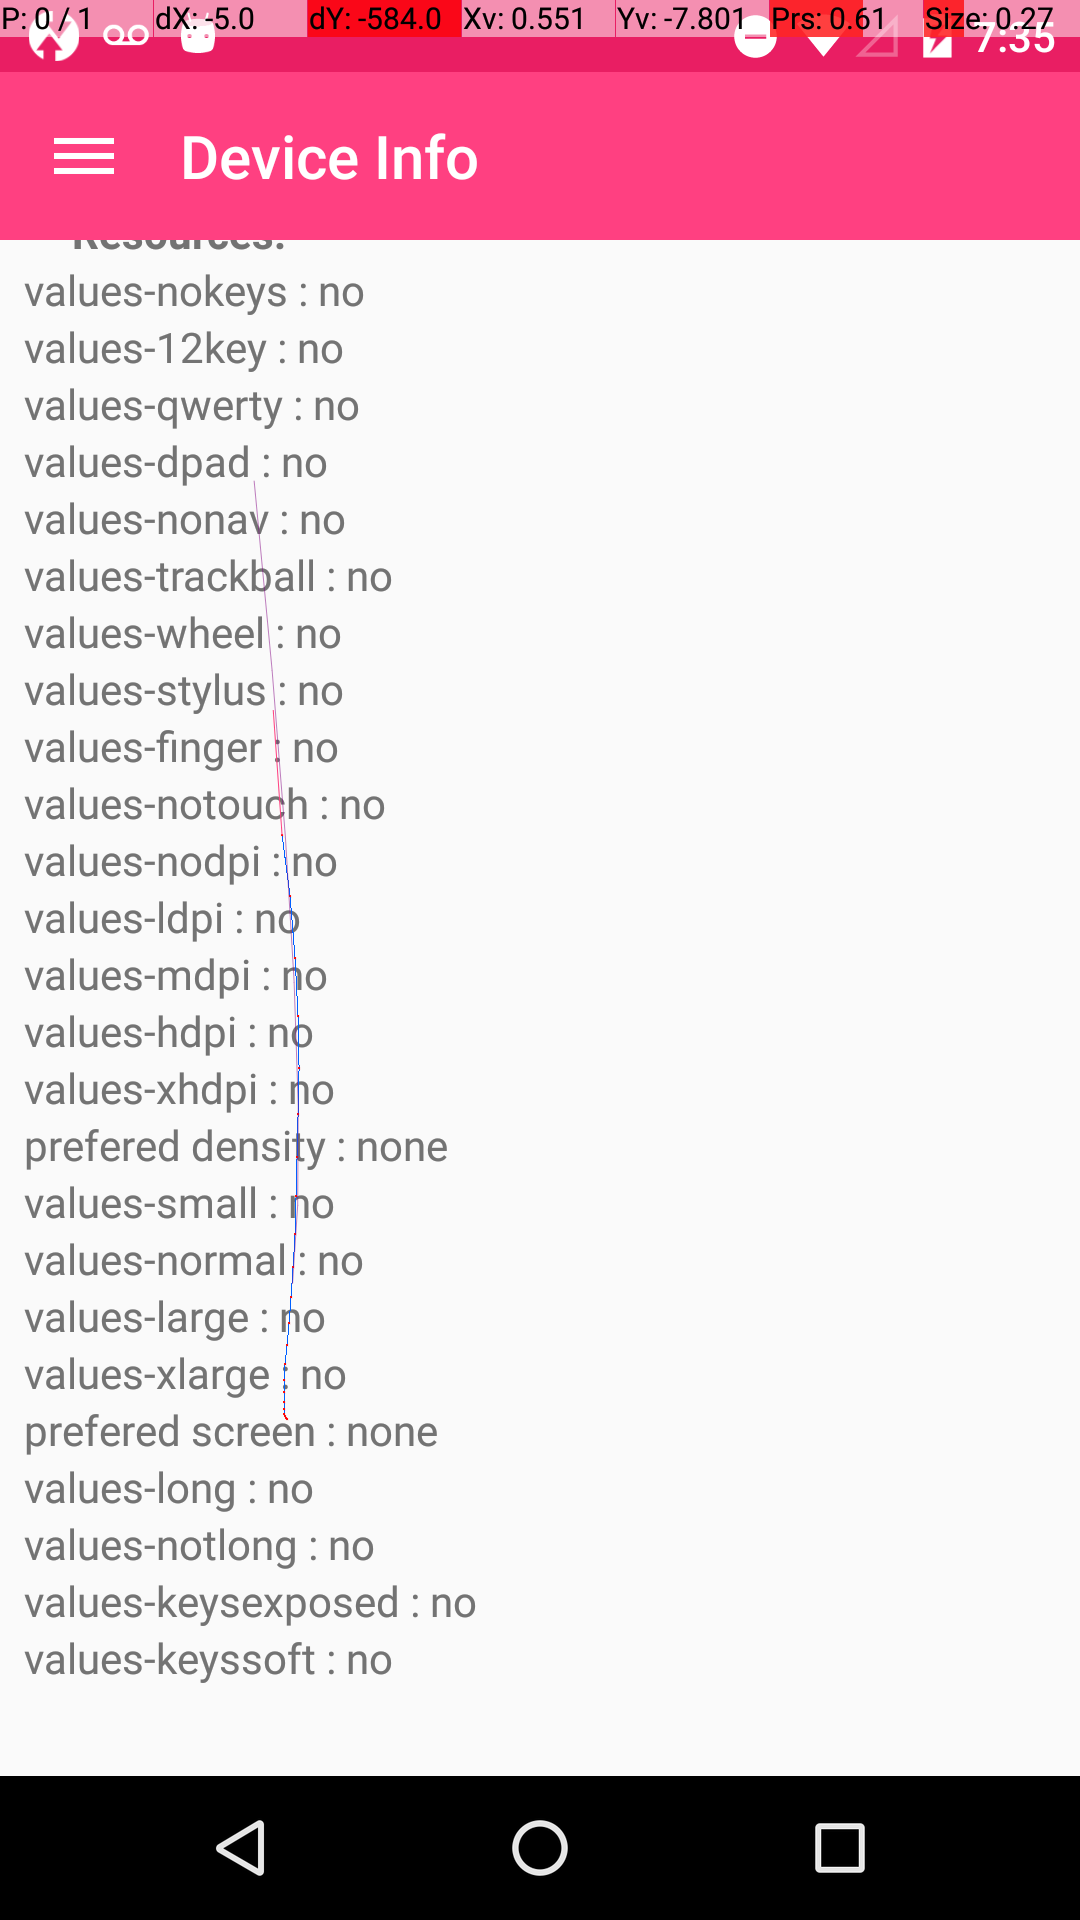 P: 0 / 1 dX: -5.0 dY: -584.0 Xv: 0.551 Yv: -7.801 Prs: 0.61 Size: 0.27
7:35
Device Info
Resources:
values-nokeys : no
values-12key : no
values-qwerty : no
values-dpad : no
values-nonav : no
values-trackball : no
values-wheel : no
values-stylus : no
values-finger : no
values-notouch : no
values-nodpi : no
values-ldpi : no
values-mdpi : no
values-hdpi : no
values-xhdpi : no
prefered density : none
values-small : no
values-normal : no
values-large : no
values-xlarge : no
prefered screen : none
values-long : no
values-notlong : no
values-keysexposed : no
values-keyssoft : no